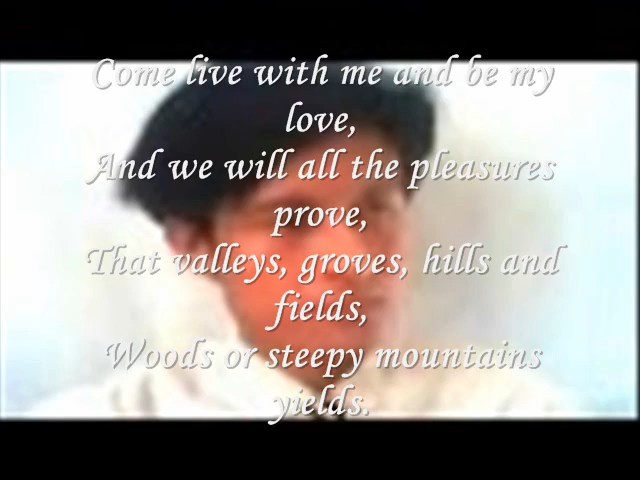 Come live with me and be my
love,
And we will all the pleasures
prove,
That valleys, groves, hills and
fields,
Woods or steepy mountains
yields.